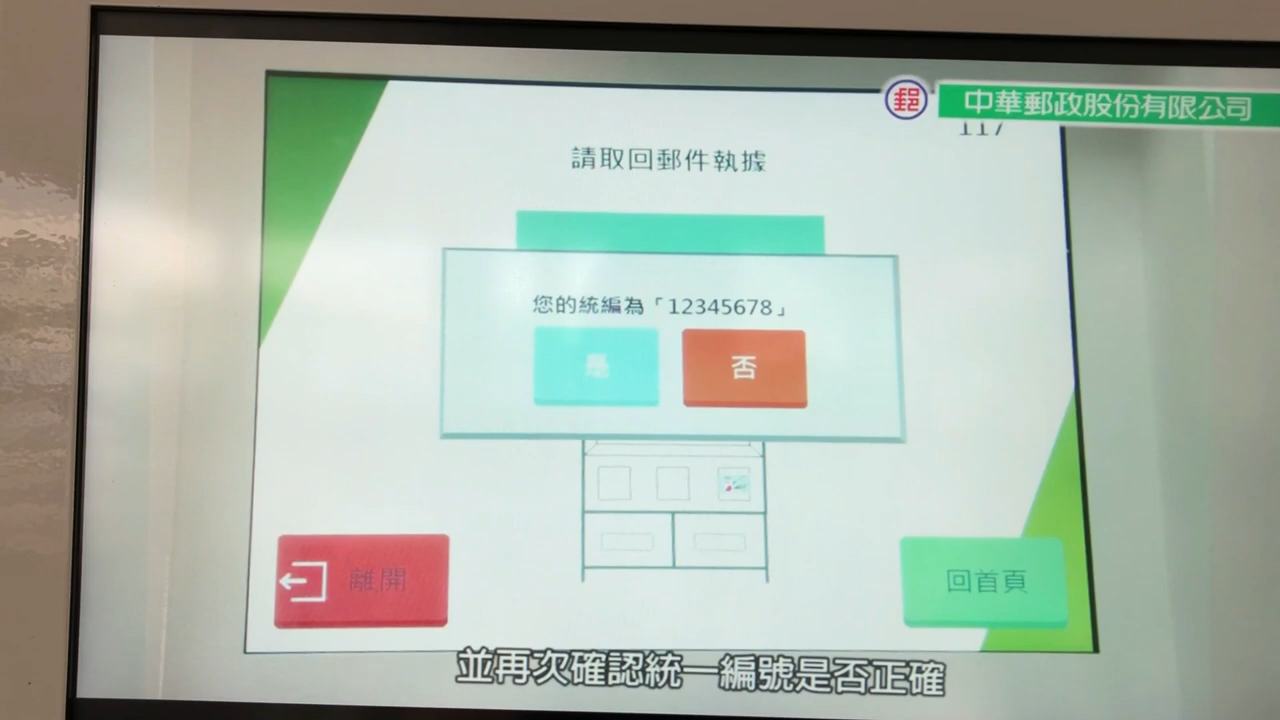 郵 中華郵政股份有限公司
117
請取回郵件執據
您的統編為「12345678」
是 否
離開
回首頁
並再次確認統一編號是否正確